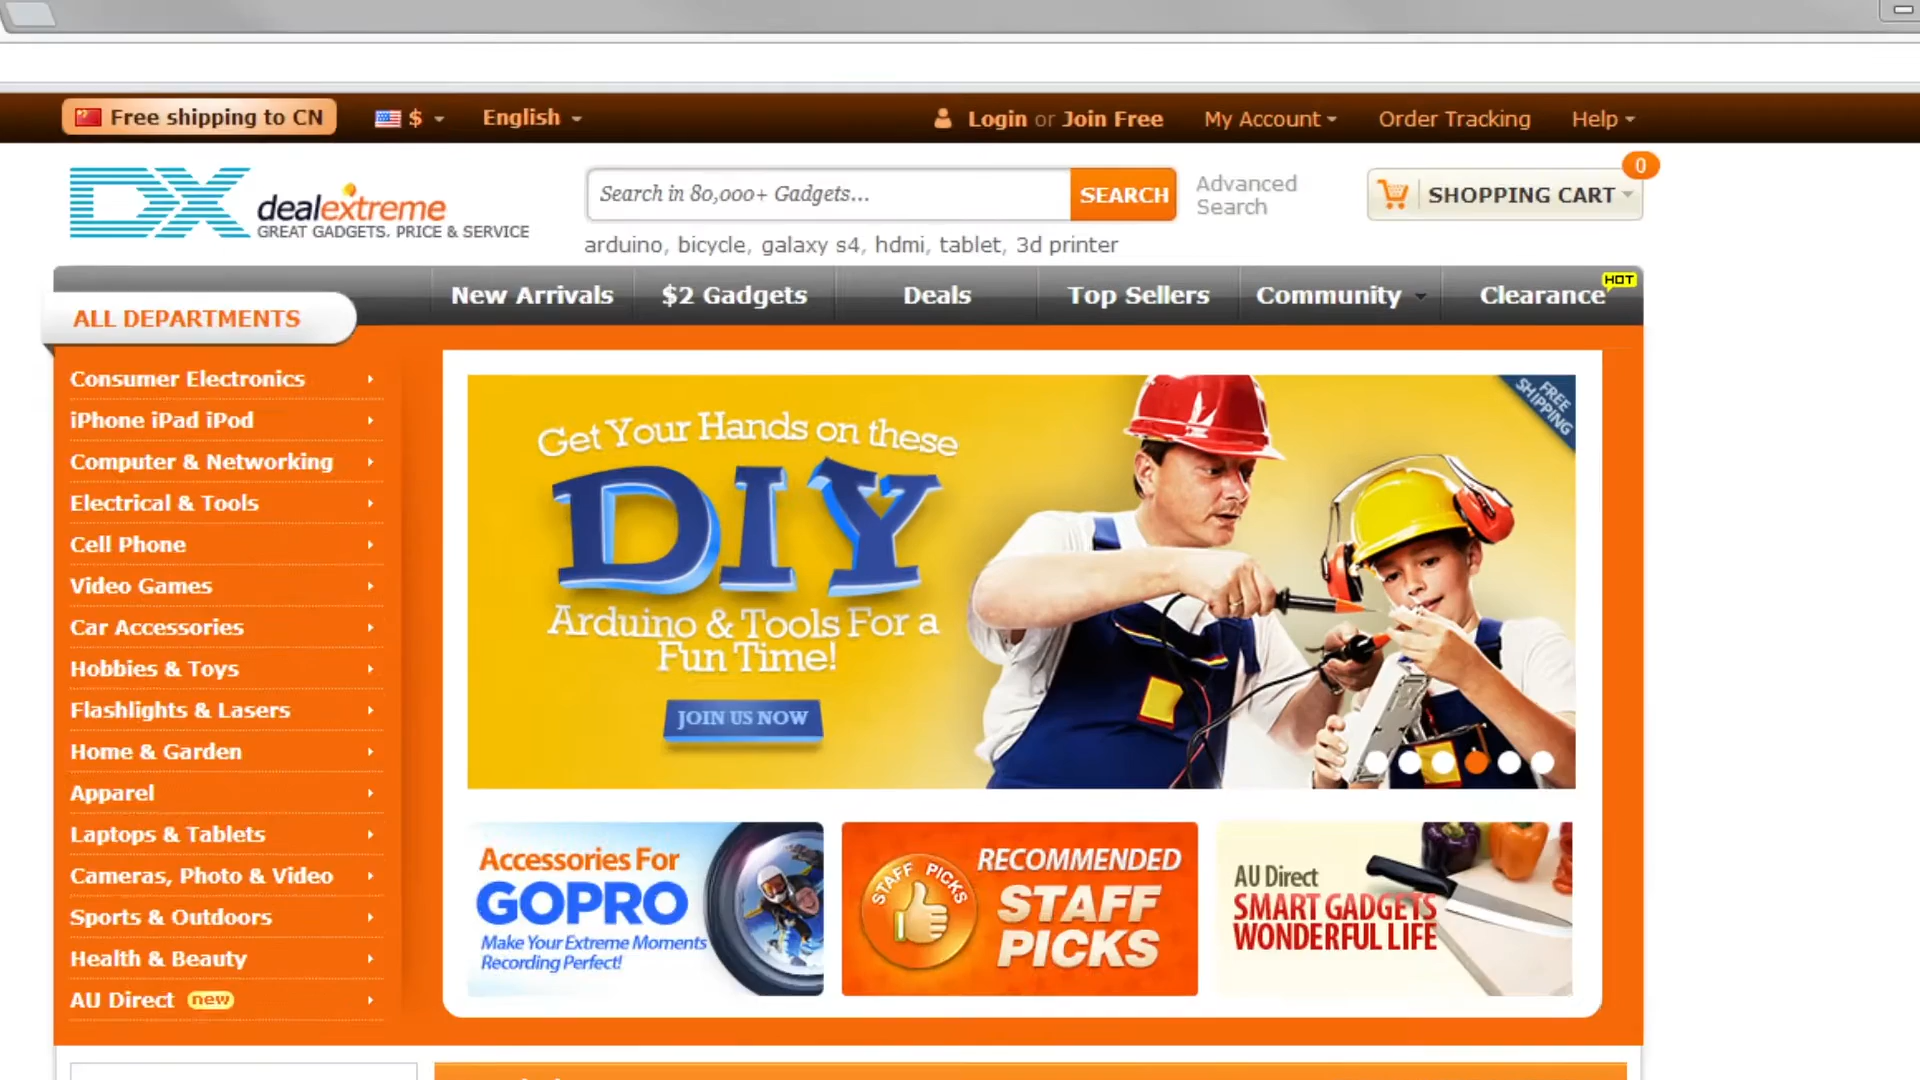 Free shipping to CN
$
English
Login or Join Free
My Account
Order Tracking
Help
DX
dealextreme
GREAT GADGETS. PRICE & SERVICE
Search in 80,000+ Gadgets...
SEARCH
Advanced
Search
0
SHOPPING CART
arduino, bicycle, galaxy s4, hdmi, tablet, 3d printer
ALL DEPARTMENTS
New Arrivals
$2 Gadgets
Deals
Top Sellers
Community
Clearance
HOT
Consumer Electronics
iPhone iPad iPod
Computer & Networking
Electrical & Tools
Cell Phone
Video Games
Car Accessories
Hobbies & Toys
Flashlights & Lasers
Home & Garden
Apparel
Laptops & Tablets
Cameras, Photo & Video
Sports & Outdoors
Health & Beauty
AU Direct new
Get Your Hands on these
DIY
Arduino & Tools For a
Fun Time!
JOIN US NOW
FREE
SHIPPING
Accessories For
GOPRO
Make Your Extreme Moments
Recording Perfect!
STAFF PICKS
RECOMMENDED
STAFF
PICKS
AU Direct
SMART GADGETS
WONDERFUL LIFE